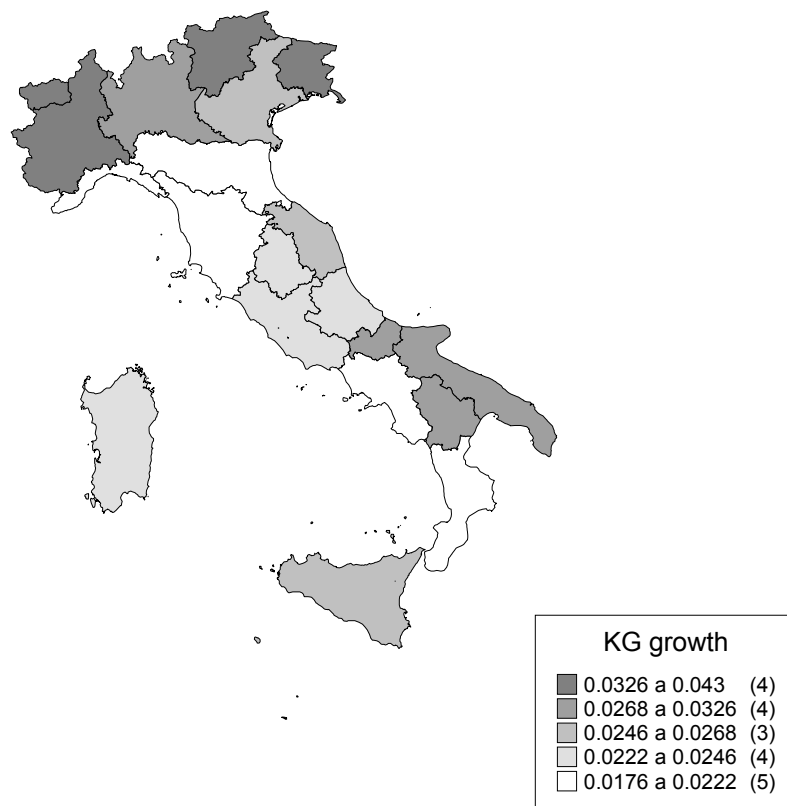 KG growth
0.0326 a 0.043 (4)
0.0268 a 0.0326 (4)
0.0246 a 0.0268 (3)
0.0222 a 0.0246 (4)
0.0176 a 0.0222 (5)